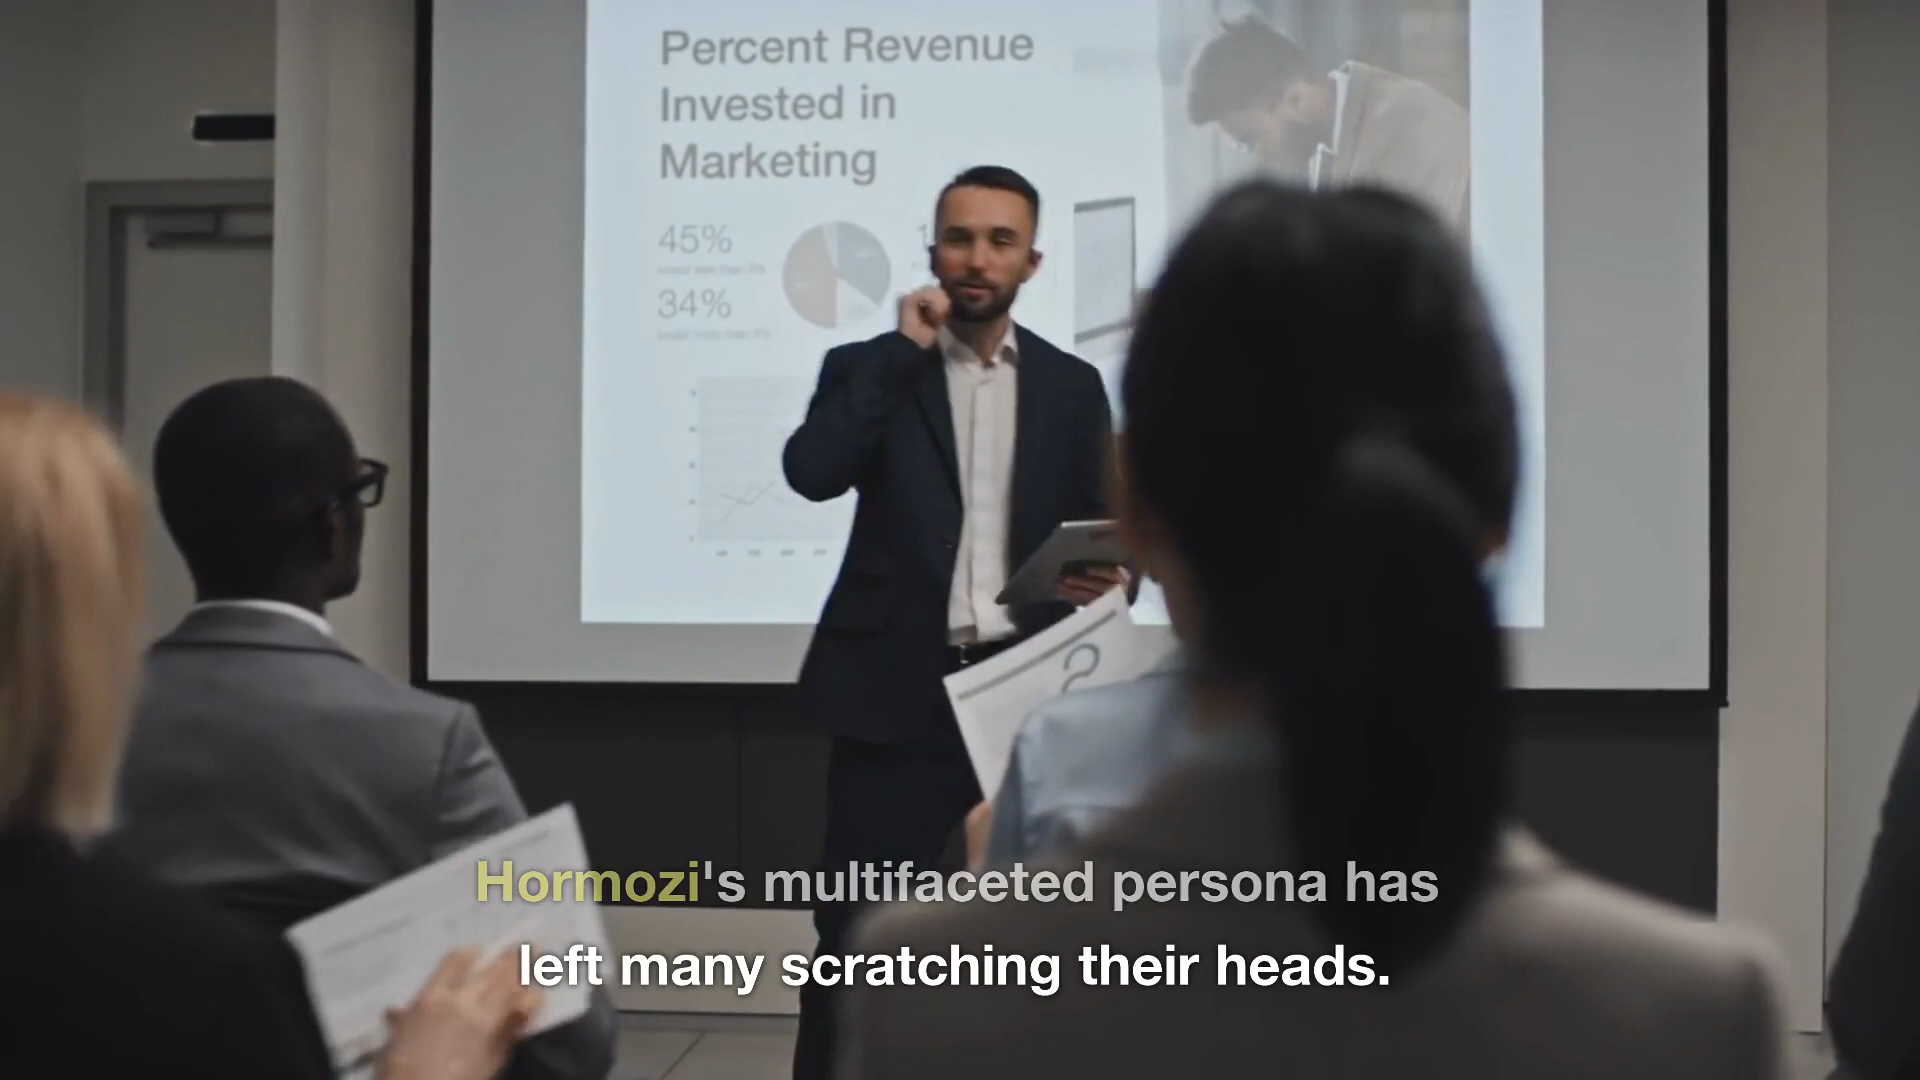 Percent Revenue
Invested in
Marketing
45%
34%
Hormozi's multifaceted persona has
left many scratching their heads.